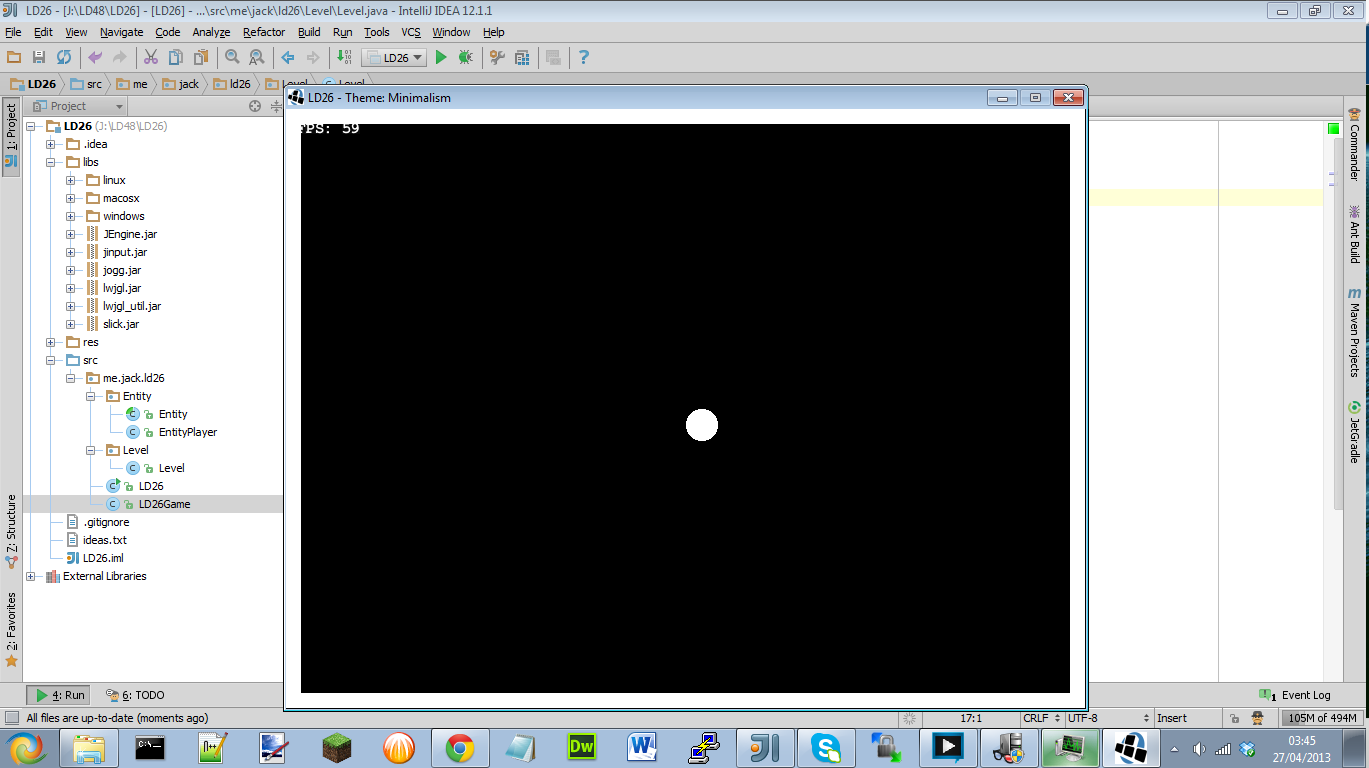 LD26 - [J:\LD48\LD26] - [LD26] - ...\src\me\jack\ld26\Level\Level.java - IntelliJ IDEA 12.1.1
File Edit View Navigate Code Analyze Refactor Build Run Tools VCS Window Help
LD26
LD26 src me jack ld26 Level Level
LD26 - Theme: Minimalism
FPS: 59
1: Project
Z: Structure
2: Favorites
Project
LD26 (J:\LD48\LD26)
.idea
libs
linux
macosx
windows
JEngine.jar
jinput.jar
jogg.jar
lwjgl.jar
lwjgl_util.jar
slick.jar
res
src
me.jack.ld26
Entity
Entity
EntityPlayer
Level
Level
LD26
LD26Game
.gitignore
ideas.txt
LD26.iml
External Libraries
Commander
Ant Build
Maven Projects
JetGradle
4: Run 6: TODO
1 Event Log
All files are up-to-date (moments ago)
17:1 CRLF UTF-8 Insert 105M of 494M
03:45
27/04/2013